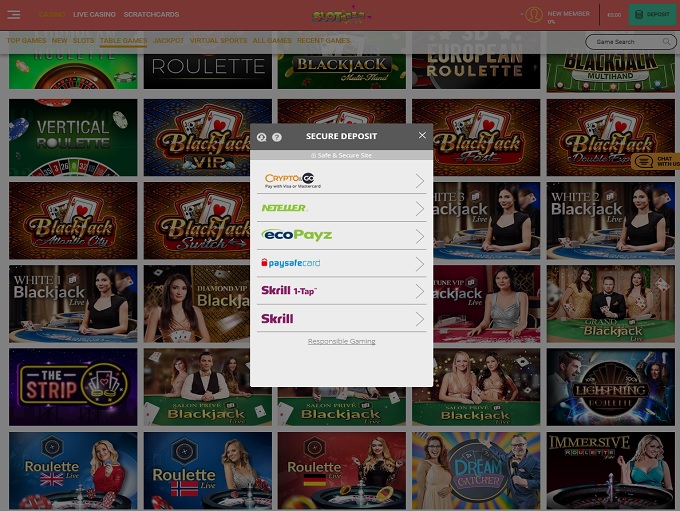 CASINO LIVE CASINO SCRATCHCARDS
NEW MEMBER
0%
€0.00
DEPOSIT
TOP GAMES NEW SLOTS TABLE GAMES JACKPOT VIRTUAL SPORTS ALL GAMES RECENT GAMES
Game Search
ROULETTE
BLACKJACK
Multi-Hand
EUROPEAN
ROULETTE
BLACKJACK
MULTIHAND
SECURE DEPOSIT
Safe & Secure Site
VERTICAL
ROULETTE
BlackJack
VIP
BlackJack
Fast
BlackJack
Double Exp
CHAT
WITH US
CRYPTO GO
Pay with Visa or Mastercard
NETELLER
ecoPayz
paysafecard
Skrill 1-Tap
Skrill
Responsible Gaming
BlackJack
Atlantic City
BlackJack
Switch
Blackjack
Live
WHITE 2
Blackjack
Live
WHITE 1
Blackjack
Live
DIAMOND VIP
Blackjack
Live
TUNE VIP
Blackjack
Live
GRAND
Blackjack
Live
THE
STRIP
SALON PRIVÉ
Blackjack
Live
SALON PRIVÉ
Blackjack
Live
SALON PRIVÉ
Blackjack
Live
LIGHTNING
ROULETTE
Roulette
Live
Roulette
Live
Roulette
Live
DREAM
CATCHER
IMMERSIVE
ROULETTE